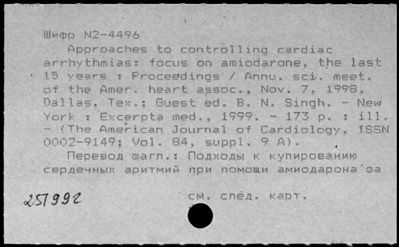 Шифр N2-4496
Approaches to controlling cardiac
arrhythmias: focus on amiodarone, the last
15 years : Proceedings / Annu. sci. meet.
of the Amer. heart assoc., Nov. 7, 1998,
Dallas, Tex.; Guest ed. B. N. Singh. - New
York : Excerpta med., 1999. - 173 p. : ill.
- (The American Journal of Cardiology, ISSN
0002-9149; Vol. 84, suppl. 9 A).
Перевод загл.: Подходы к купированию
сердечных аритмий при помощи амиодарона за
251992
см. след. карт.